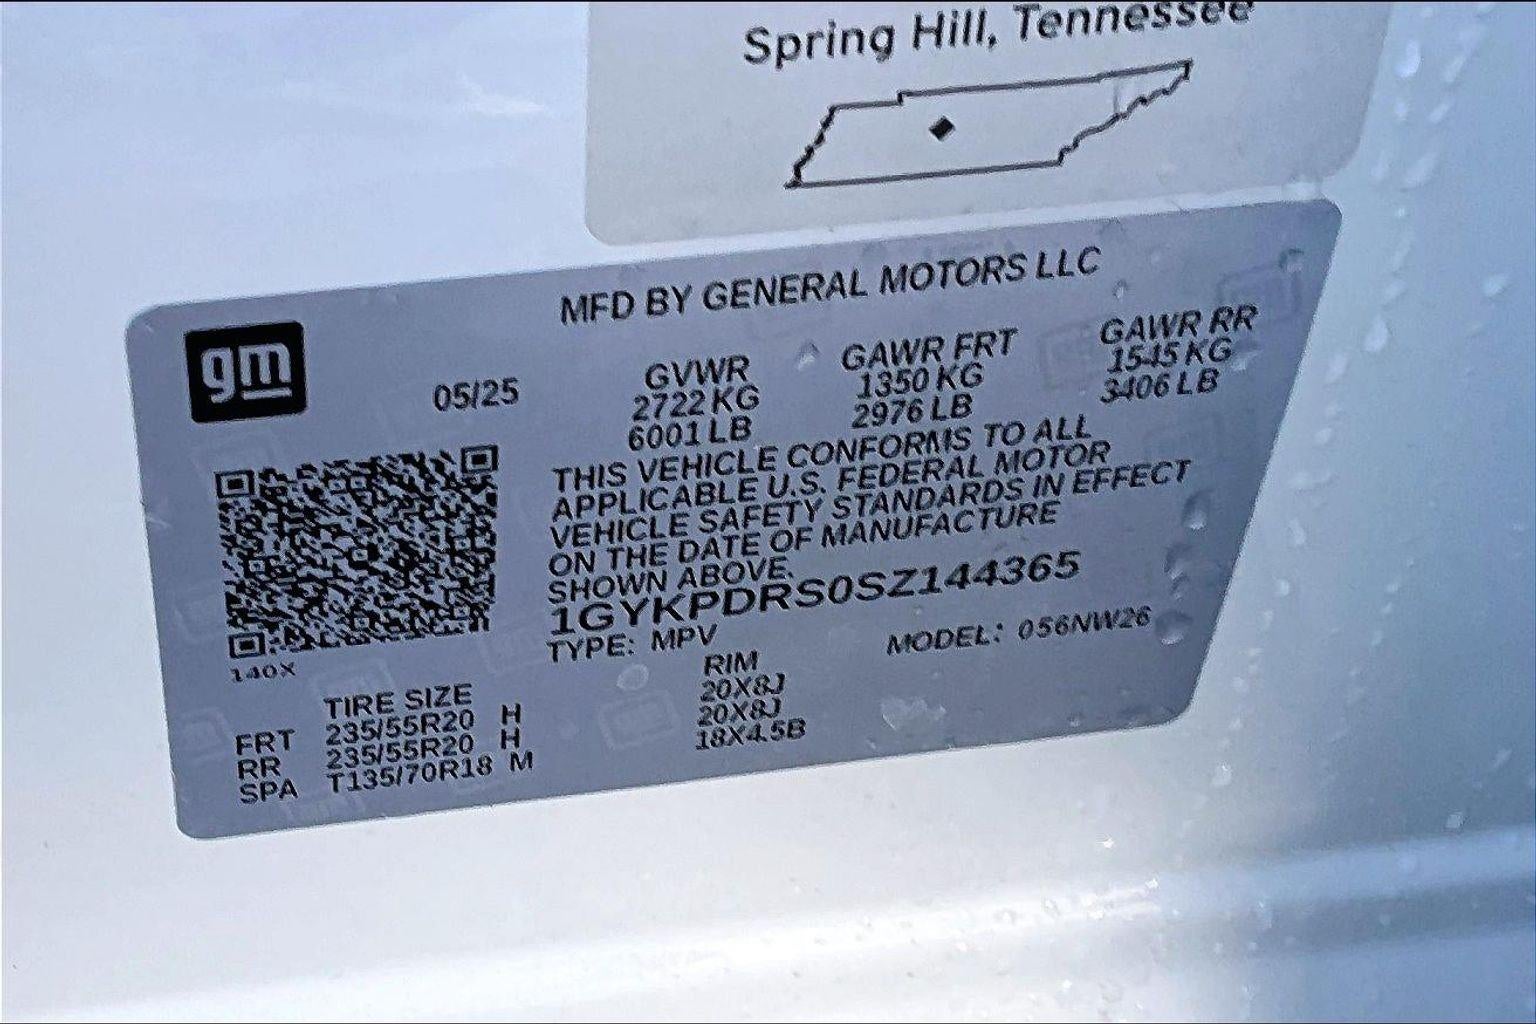 Spring Hill, Tennessee
MFD BY GENERAL MOTORS LLC
gm
05/25
GVWR
2722 KG
6001 LB
GAWR FRT
1350 KG
2976 LB
GAWR RR
1545 KG
3406 LB
THIS VEHICLE CONFORMS TO ALL
APPLICABLE U.S. FEDERAL MOTOR
VEHICLE SAFETY STANDARDS IN EFFECT
ON THE DATE OF MANUFACTURE
SHOWN ABOVE.
1GYKPDRS0SZ144365
TYPE: MPV
MODEL: 056NW26
140X
TIRE SIZE RIM
FRT 235/55R20 H 20X8J
RR 235/55R20 H 20X8J
SPA T135/70R18 M 18X4.5B